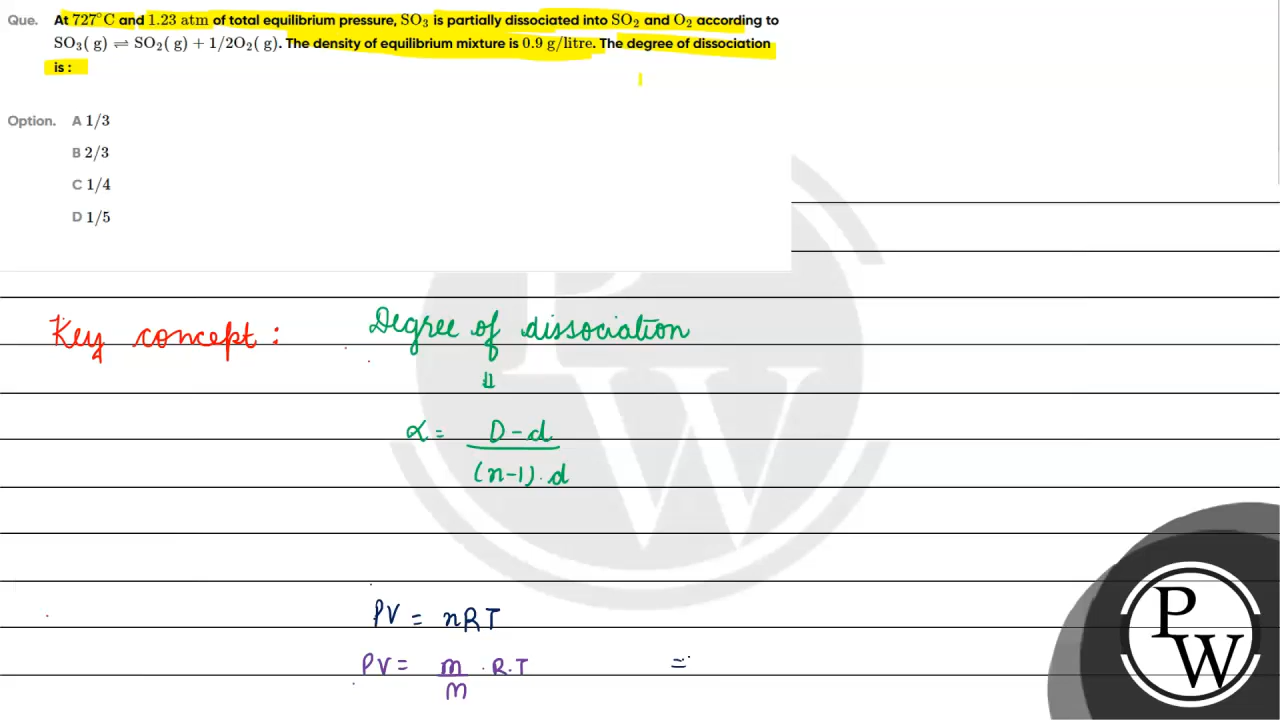 Que. At 727°C and 1.23 atm of total equilibrium pressure, SO₃ is partially dissociated into SO₂ and O₂ according to
SO₃( g) ⇌ SO₂( g) + 1/2O₂( g). The density of equilibrium mixture is 0.9 g/litre. The degree of dissociation
is :
Option. A 1/3
B 2/3
C 1/4
D 1/5
Key concept : Degree of dissociation
⇓
α = D - d / (n-1) . d
PV = nRT
PV = m/M . R.T =
P
W